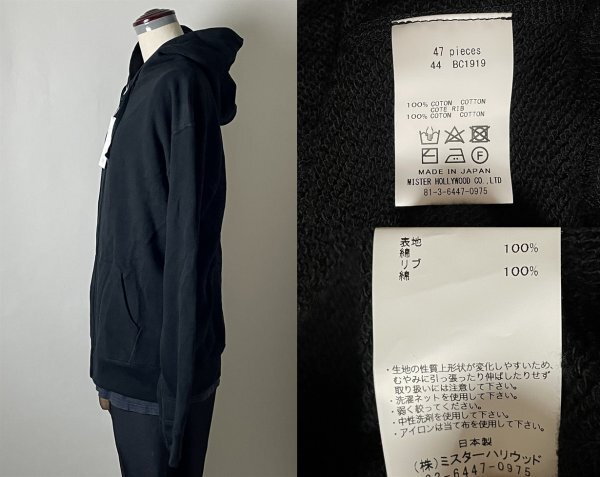 47 pieces
44 BC1919
100% COTON COTTON
COTE RIB
100% COTON COTTON
MADE IN JAPAN
MISTER HOLLYWOOD CO.,LTD
81-3-6447-0975
表地
綿 100%
リブ
綿 100%
・生地の性質上形状が変化しやすいため、
むやみに引っ張ったり伸ばしたりせず
取り扱いには注意して下さい。
・洗濯ネットを使用して下さい。
・弱く絞ってください。
・中性洗剤を使用して下さい。
・アイロンは当て布を使用して下さい。
日本製
(株)ミスターハリウッド
03-6447-0975